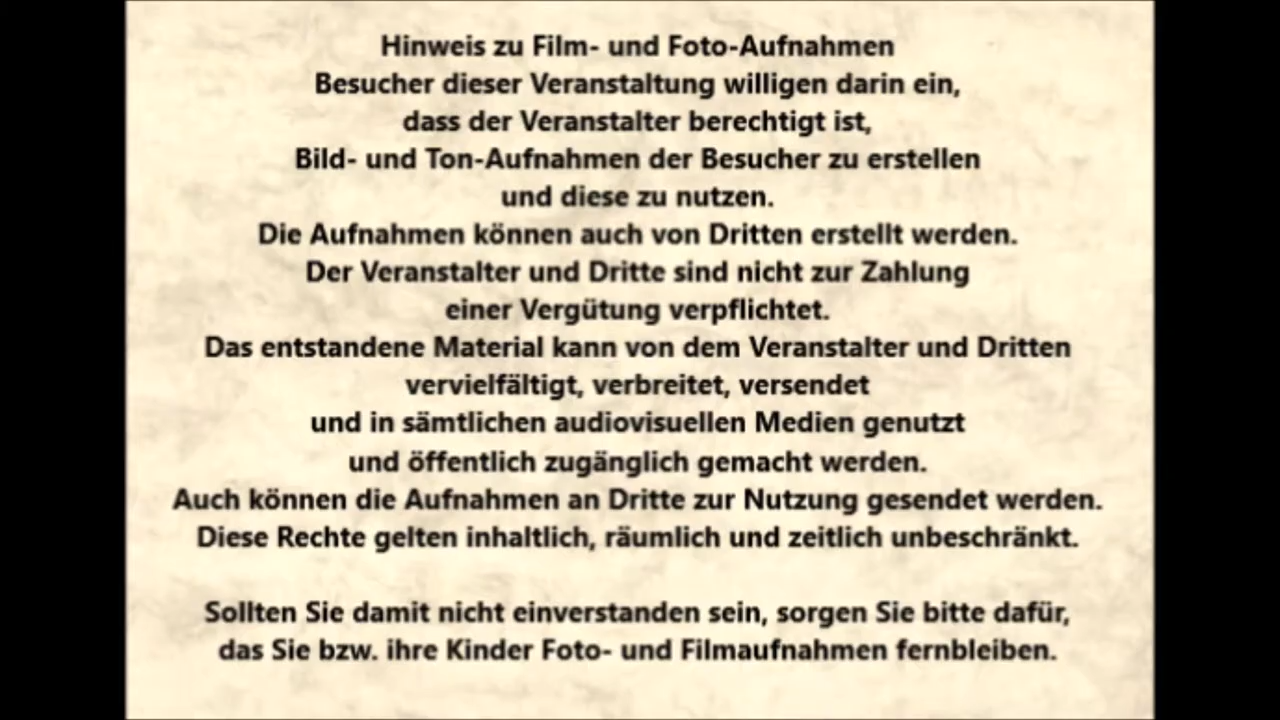 Hinweis zu Film- und Foto-Aufnahmen
Besucher dieser Veranstaltung willigen darin ein,
dass der Veranstalter berechtigt ist,
Bild- und Ton-Aufnahmen der Besucher zu erstellen
und diese zu nutzen.
Die Aufnahmen können auch von Dritten erstellt werden.
Der Veranstalter und Dritte sind nicht zur Zahlung
einer Vergütung verpflichtet.
Das entstandene Material kann von dem Veranstalter und Dritten
vervielfältigt, verbreitet, versendet
und in sämtlichen audiovisuellen Medien genutzt
und öffentlich zugänglich gemacht werden.
Auch können die Aufnahmen an Dritte zur Nutzung gesendet werden.
Diese Rechte gelten inhaltlich, räumlich und zeitlich unbeschränkt.
Sollten Sie damit nicht einverstanden sein, sorgen Sie bitte dafür,
das Sie bzw. ihre Kinder Foto- und Filmaufnahmen fernbleiben.